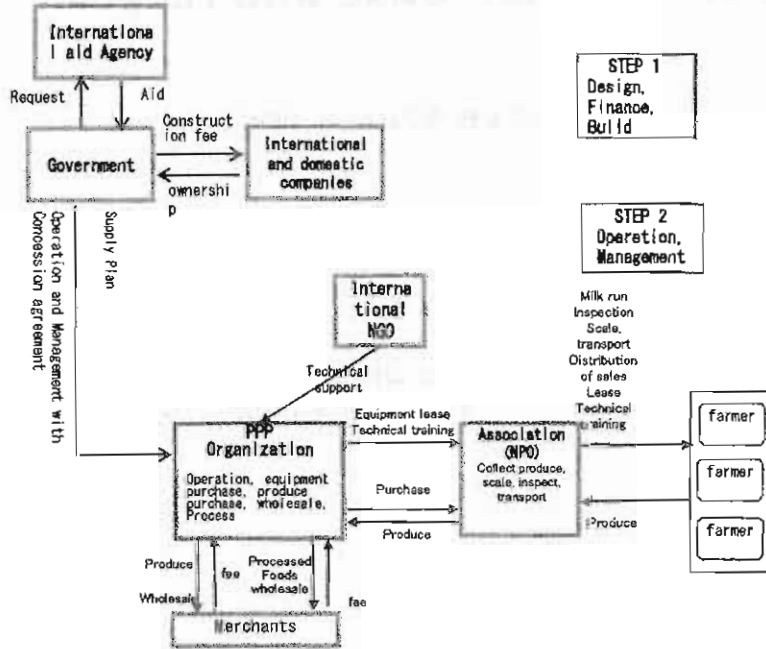 Internationa
l aid Agency
Request
Aid
Construct
ion fee
Government
International
and domestic
companies
ownershi
p
STEP 1
Design,
Finance,
Build
STEP 2
Operation,
Management
Supply Plan
Operation and Management with
Concession agreement
Interna
tional
NGO
Technical
support
Milk run
Inspection
Scale,
transport
Distribution
of sales
Lease
Technical
training
PPP
Organization
Operation, equipment
purchase, produce
purchase, wholesale,
Process
Equipment lease
Technical training
Purchase
Produce
Association
(NPO)
Collect produce,
scale, inspect,
transport
Produce
farmer
farmer
farmer
Produce
Wholesale
fee
Processed
Foods
wholesale
fee
Merchants